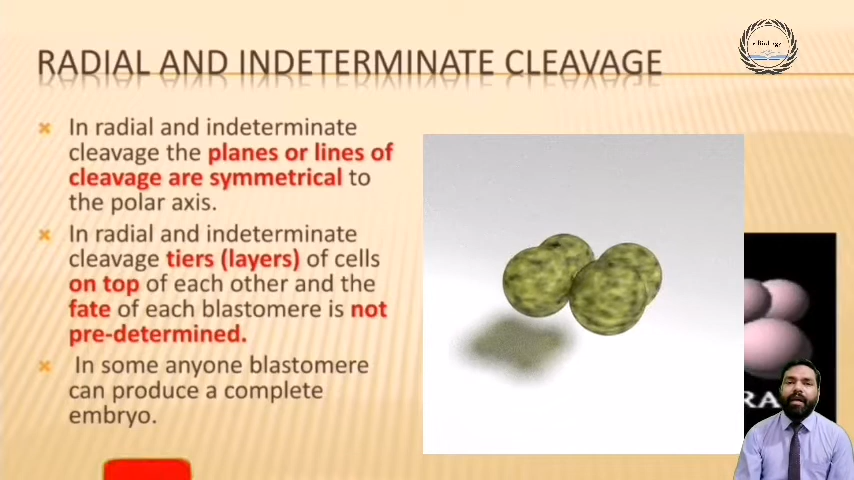 RADIAL AND INDETERMINATE CLEAVAGE
In radial and indeterminate
cleavage the planes or lines of
cleavage are symmetrical to
the polar axis.
In radial and indeterminate
cleavage tiers (layers) of cells
on top of each other and the
fate of each blastomere is not
pre-determined.
In some anyone blastomere
can produce a complete
embryo.
RA